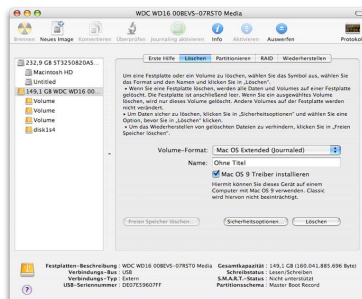 WDC WD16 00BEVS-07RST0 Media
Brennen Neues Image Konvertieren Überprüfen Journaling aktivieren Info Aktivieren Auswerfen Protokol
232,9 GB ST3250820AS...
Macintosh HD
Untitled
149,1 GB WDC WD16 00...
Volume
Volume
Volume
disk1s4
Erste Hilfe Löschen Partitionieren RAID Wiederherstellen
Um eine Festplatte oder ein Volume zu löschen, wählen Sie das Symbol aus, wählen Sie
das Format und den Namen und klicken Sie in „Löschen".
• Wenn Sie eine Festplatte löschen, werden alle Daten und Volumes auf einer Festplatte
gelöscht. Die Festplatte ist anschließend leer. Wenn Sie ein ausgewähltes Volume
löschen, wird nur dieses Volume gelöscht. Andere Volumes auf der Festplatte werden
nicht gelöscht.
• Um Daten sicher zu löschen, klicken Sie in „Sicherheitsoptionen" – wählen Sie eine
Option, bevor Sie in „Löschen" klicken.
• Um das Wiederherstellen von gelöschten Dateien zu verhindern, klicken Sie in „Freien
Speicher löschen".
Volume-Format: Mac OS Extended (Journaled)
Name: Ohne Titel
Mac OS 9 Treiber installieren
Hiermit können Sie dieses auf einem
Computer mit Mac OS 9 verwenden. Classic
wird hiervon nicht beeinträchtigt.
Freien Speicher löschen... Sicherheitsoptionen... Löschen
Festplatten-Beschreibung : WDC WD16 00BEVS-07RST0 Media Gesamtkapazität : 149,1 GB (160.041.885.696 Byte)
Verbindungs-Bus : USB Schreibstatus : Lesen/Schreiben
Verbindungs-Typ : Extern S.M.A.R.T.-Status : Nicht unterstützt
USB-Seriennummer : DE07E59607FF Partitionsschema : Master Boot Record